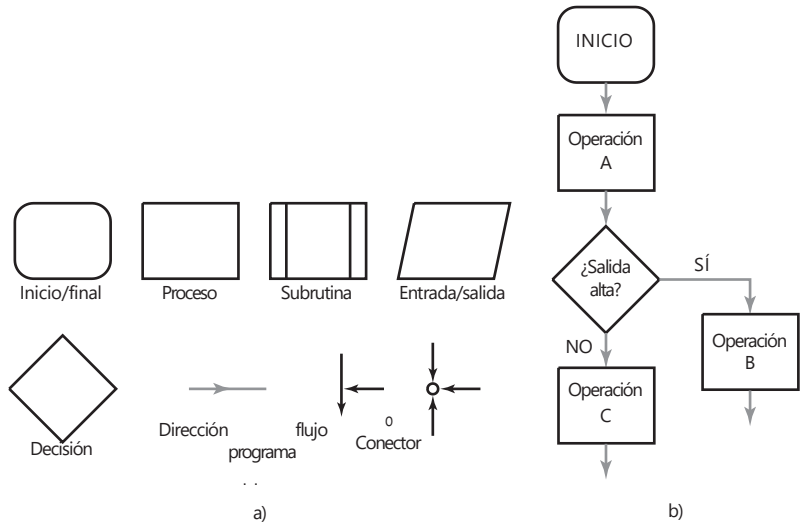 INICIO
Operación
A
¿Salida
alta?
SÍ
NO
Operación
B
Operación
C
Inicio/final
Proceso
Subrutina
Entrada/salida
Decisión
Dirección
flujo
programa
o
Conector
a)
b)